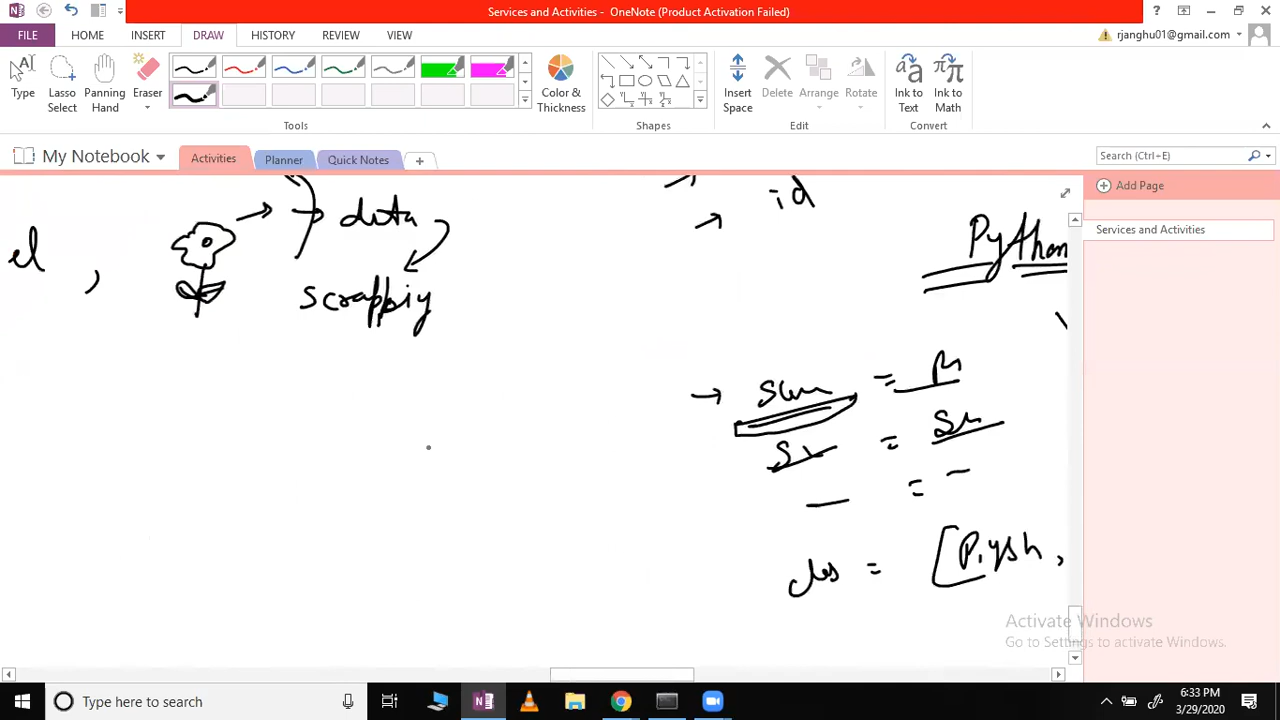 Services and Activities - OneNote (Product Activation Failed)
FILE HOME INSERT DRAW HISTORY REVIEW VIEW
rjanghu01@gmail.com
Type
Lasso Select
Panning Hand
Eraser
Color & Thickness
Insert Space
Delete
Arrange
Rotate
Ink to Text
Ink to Math
Tools Shapes Edit Convert
My Notebook Activities Planner Quick Notes
Search (Ctrl+E)
Add Page
Services and Activities
id
data
el ,
scrappiy
Python
=
=
=
= [Piysh ,
Activate Windows
Go to Settings to activate Windows.
Type here to search
6:33 PM
3/29/2020